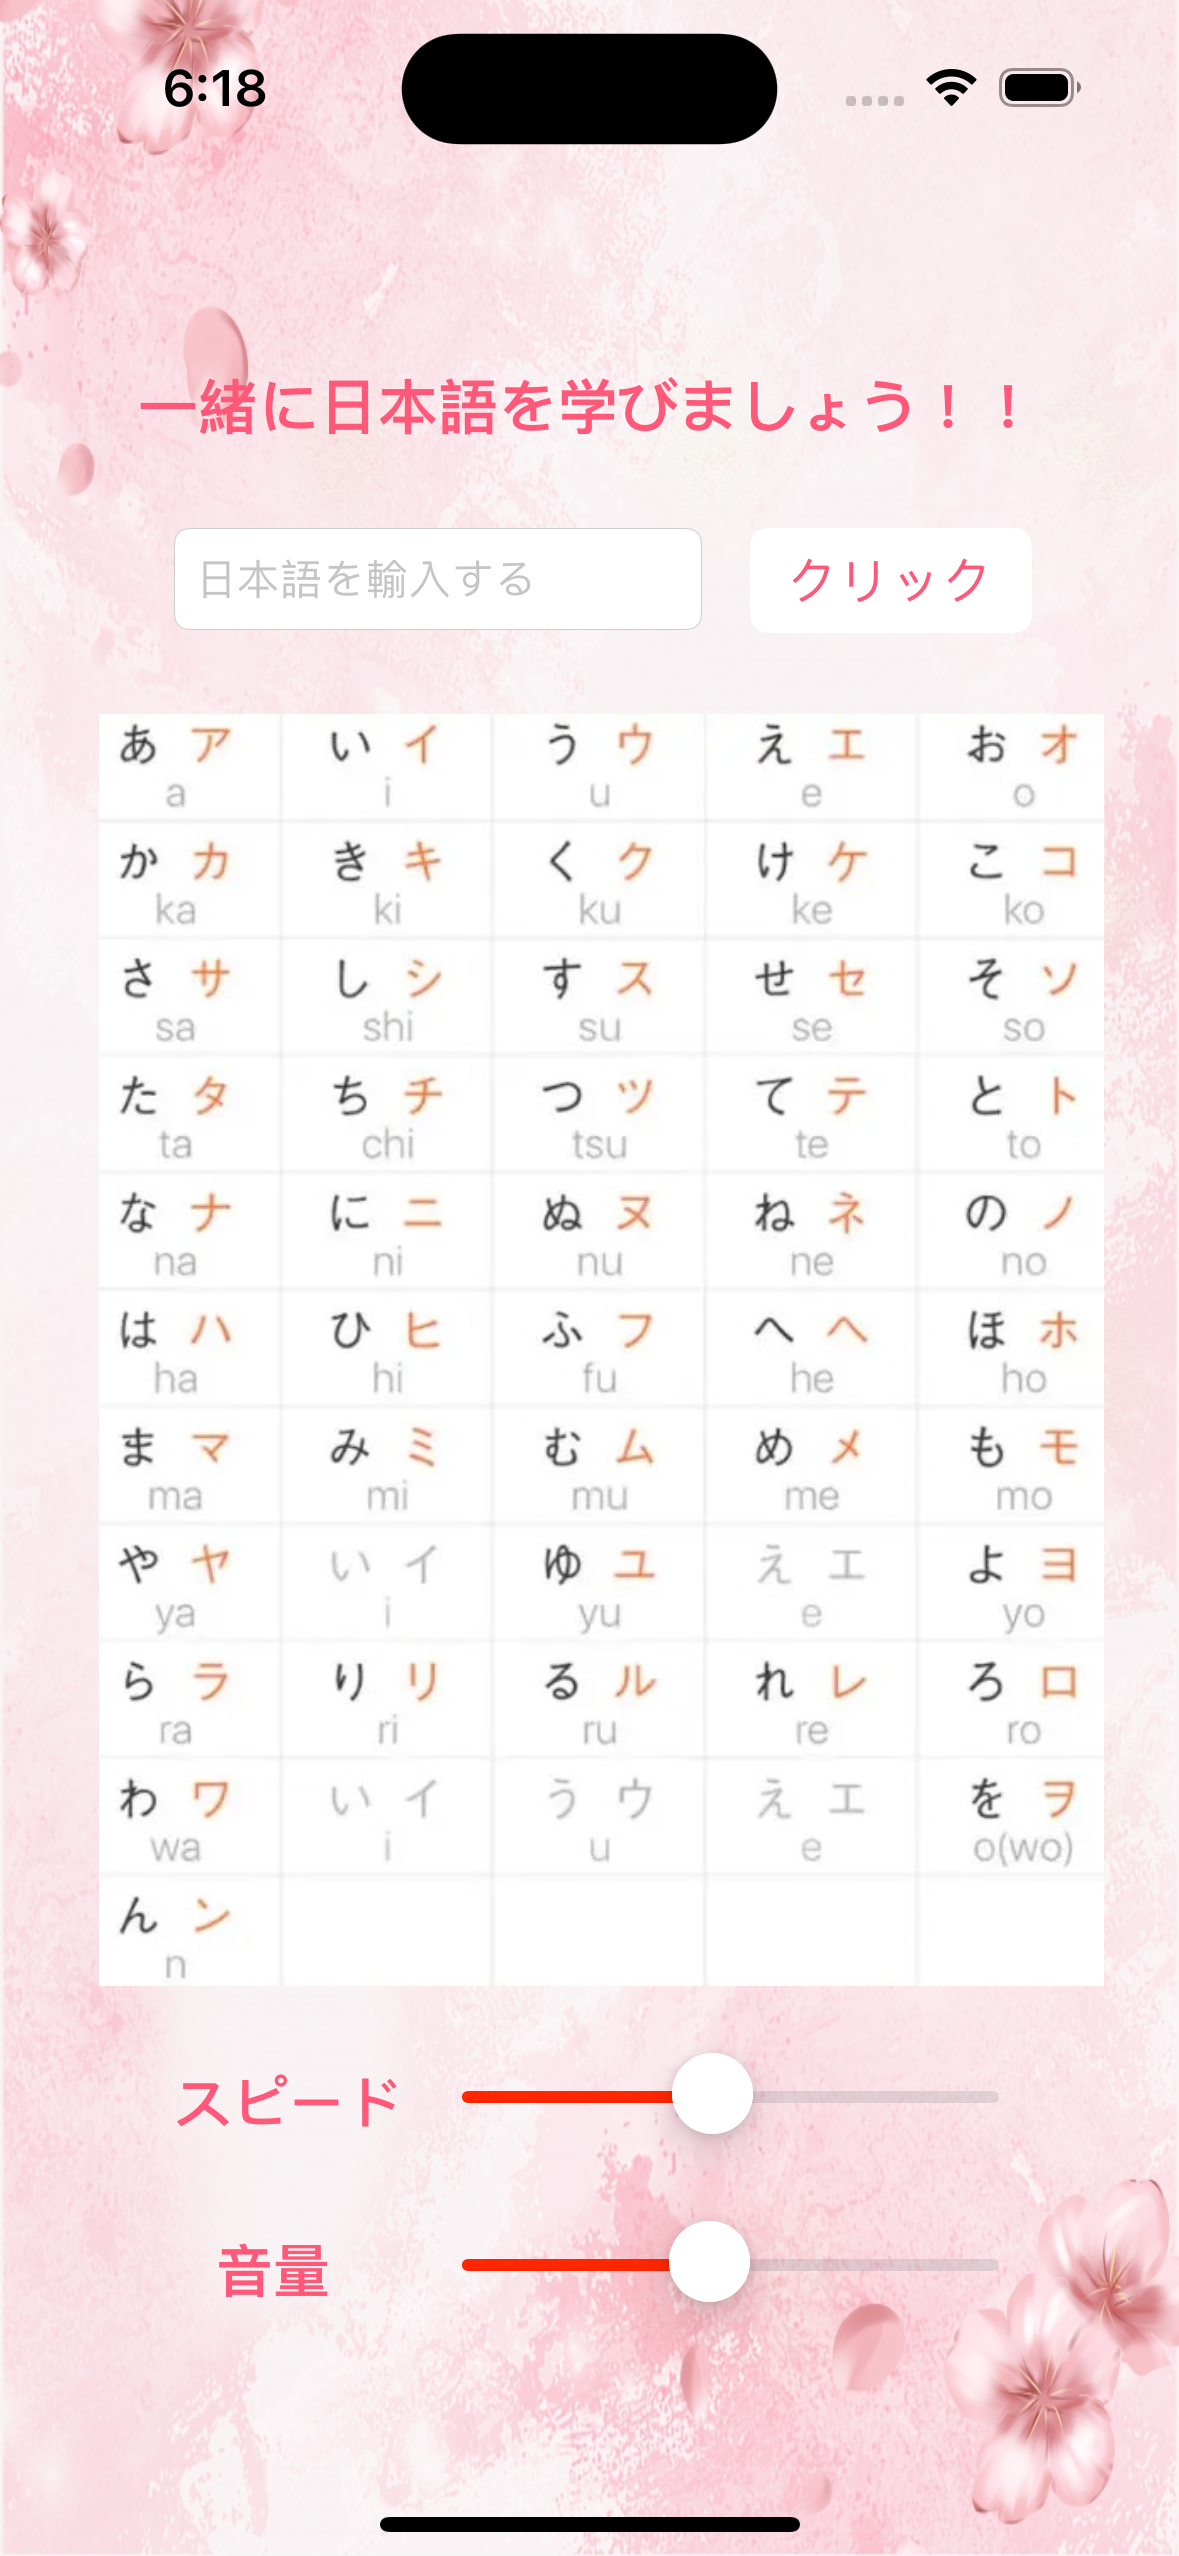 6:18
一緒に日本語を学びましょう！！
日本語を輸入する
クリック
あ ア い イ う ウ え エ お オ
a i u e o
か カ き キ く ク け ケ こ コ
ka ki ku ke ko
さ サ し シ す ス せ セ そ ソ
sa shi su se so
た タ ち チ つ ツ て テ と ト
ta chi tsu te to
な ナ に ニ ぬ ヌ ね ネ の ノ
na ni nu ne no
は ハ ひ ヒ ふ フ へ ヘ ほ ホ
ha hi fu he ho
ま マ み ミ む ム め メ も モ
ma mi mu me mo
や ヤ い イ ゆ ユ え エ よ ヨ
ya i yu e yo
ら ラ り リ る ル れ レ ろ ロ
ra ri ru re ro
わ ワ い イ う ウ え エ を ヲ
wa i u e o(wo)
ん ン
n
スピード
音量